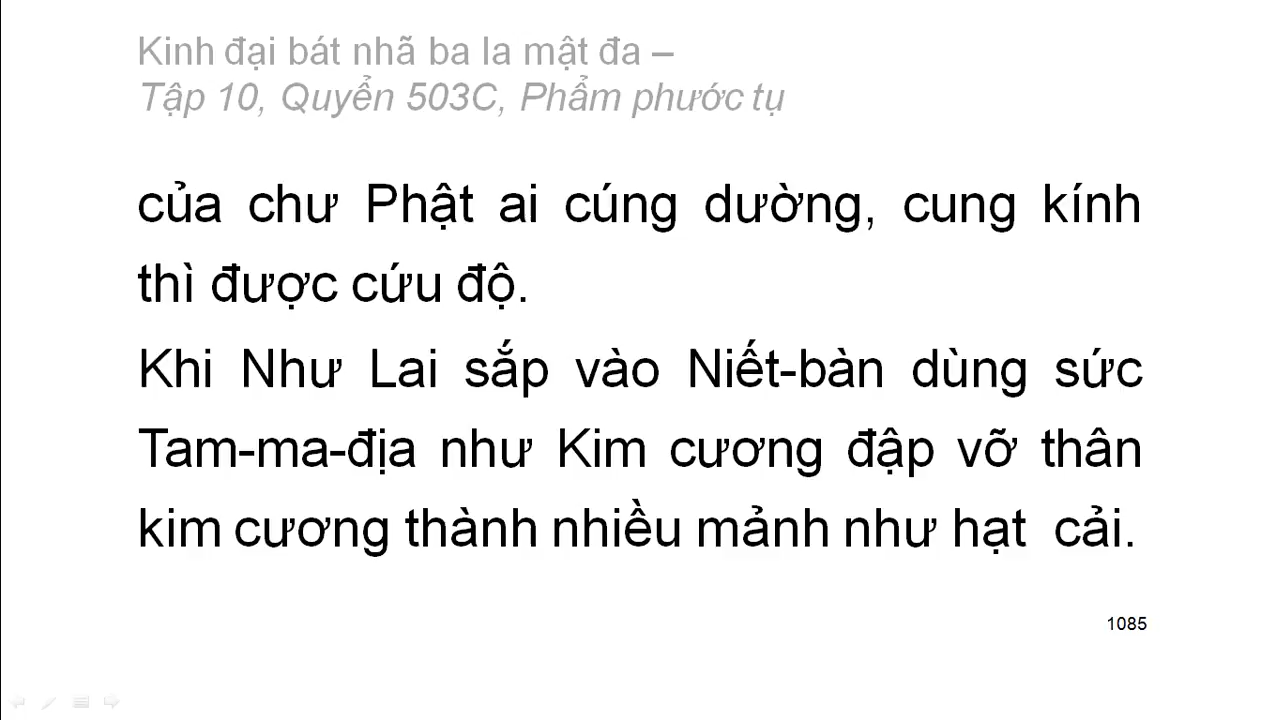 Kinh đại bát nhã ba la mật đa –
Tập 10, Quyển 503C, Phẩm phước tụ
của chư Phật ai cúng dường, cung kính
thì được cứu độ.
Khi Như Lai sắp vào Niết-bàn dùng sức
Tam-ma-địa như Kim cương đập vỡ thân
kim cương thành nhiều mảnh như hạt cải.
1085